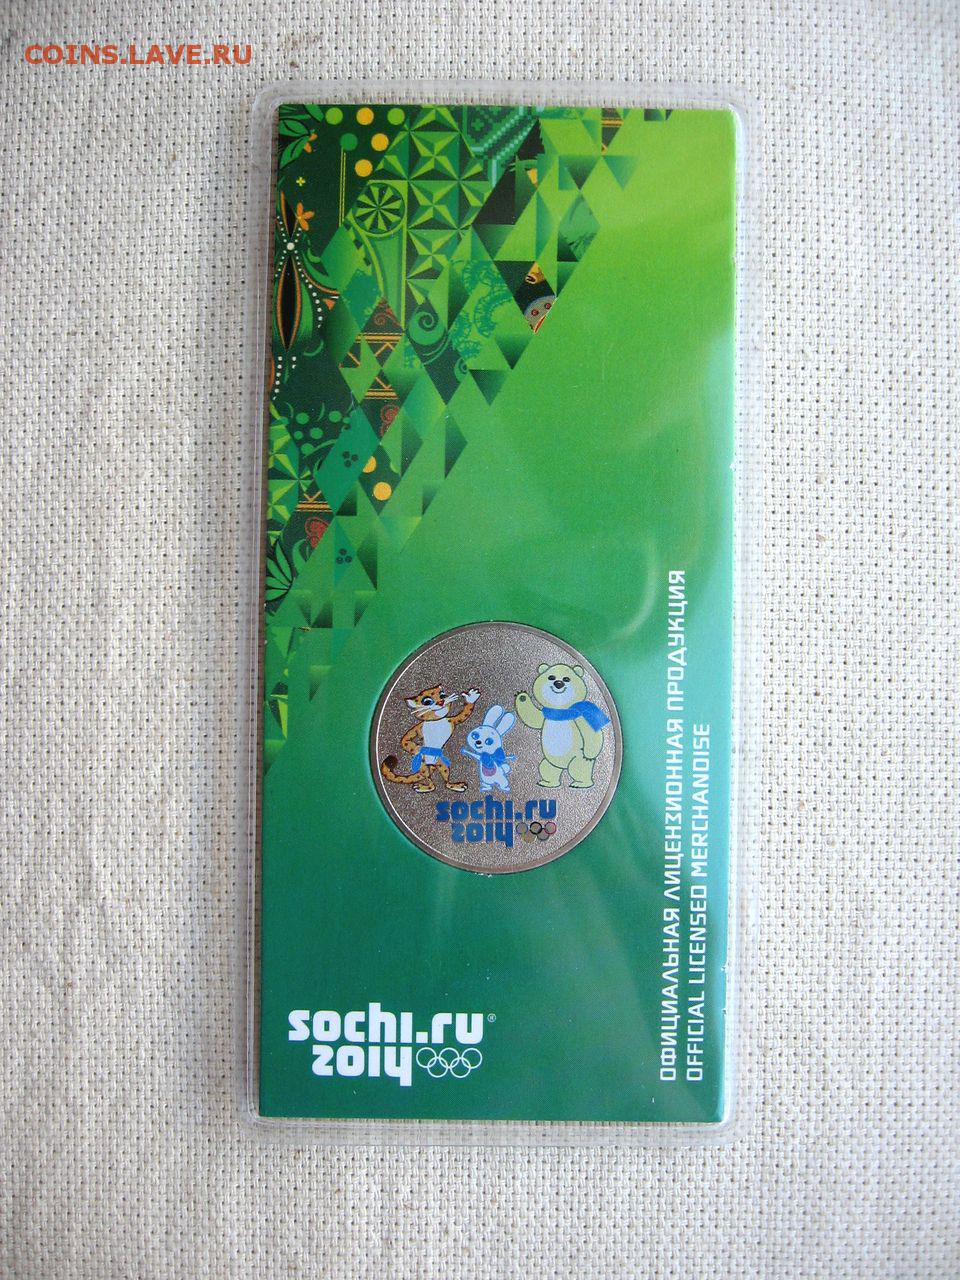 COINS.LAVE.RU
sochi.ru
2014
sochi.ru®
2014
ОФИЦИАЛЬНАЯ ЛИЦЕНЗИОННАЯ ПРОДУКЦИЯ
OFFICIAL LICENSED MERCHANDISE